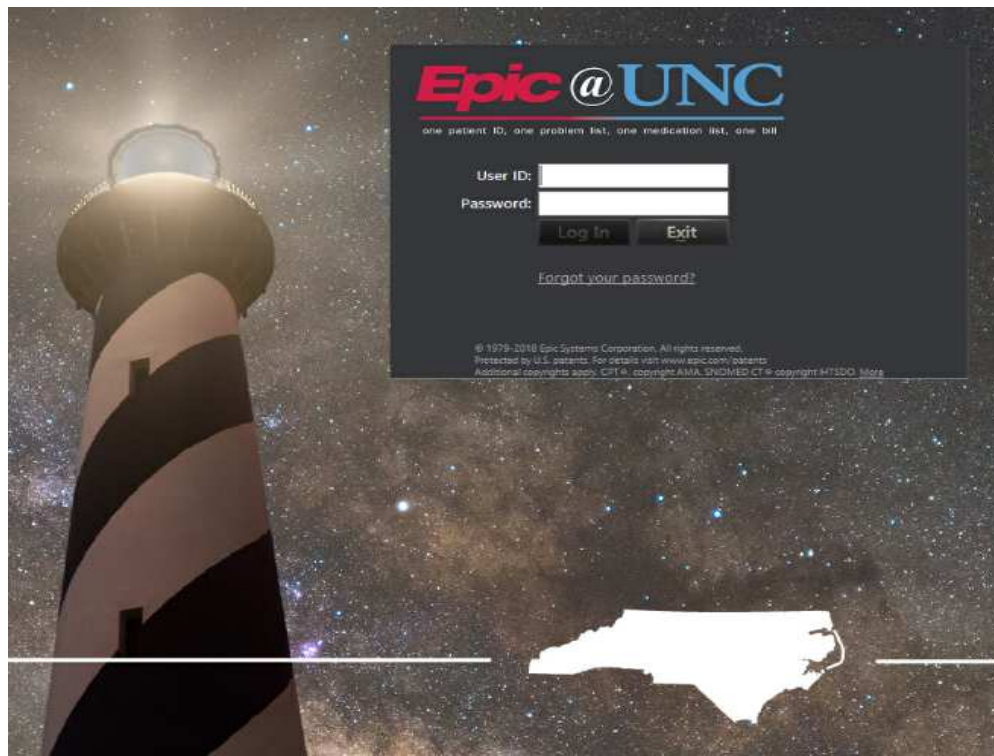 Epic@UNC
one patient ID, one problem list, one medication list, one bill
User ID:
Password:
Log In Exit
Forgot your password?
© 1979-2018 Epic Systems Corporation. All rights reserved.
Protected by U.S. patents. For details visit www.epic.com/patents
Additional copyrights apply. CPT®, copyright AMA. SNOMED CT® copyright IHTSDO. More